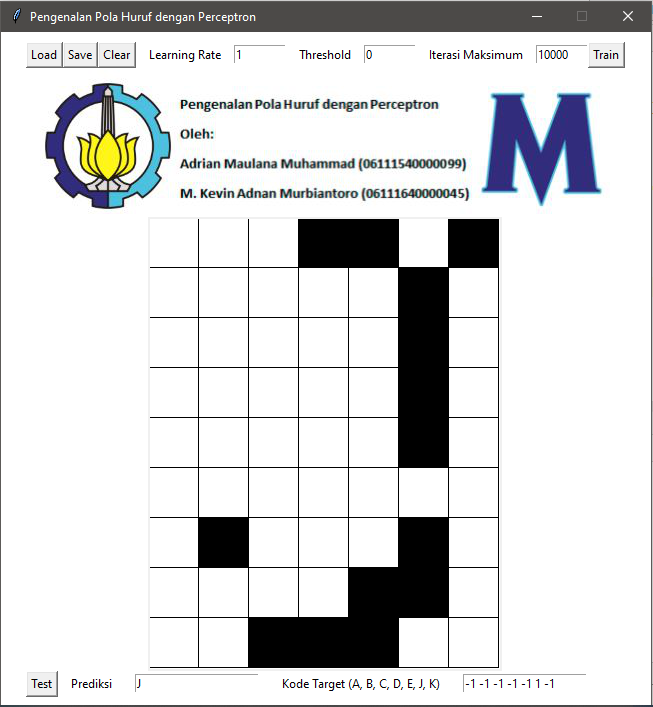 Pengenalan Pola Huruf dengan Perceptron
Load Save Clear Learning Rate 1 Threshold 0 Iterasi Maksimum 10000 Train
Pengenalan Pola Huruf dengan Perceptron
Oleh:
Adrian Maulana Muhammad (06111540000099)
M. Kevin Adnan Murbiantoro (06111640000045)
M
Test Prediksi J Kode Target (A, B, C, D, E, J, K) -1 -1 -1 -1 -1 1 -1